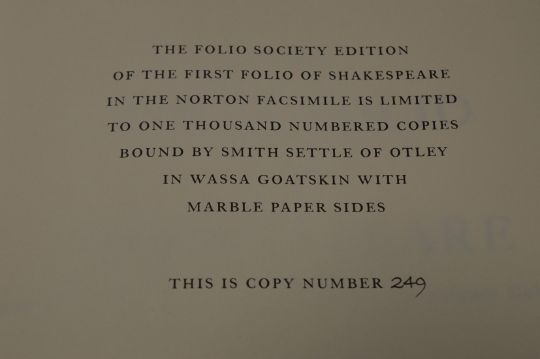 THE FOLIO SOCIETY EDITION
OF THE FIRST FOLIO OF SHAKESPEARE
IN THE NORTON FACSIMILE IS LIMITED
TO ONE THOUSAND NUMBERED COPIES
BOUND BY SMITH SETTLE OF OTLEY
IN WASSA GOATSKIN WITH
MARBLE PAPER SIDES
ARE
THIS IS COPY NUMBER 249